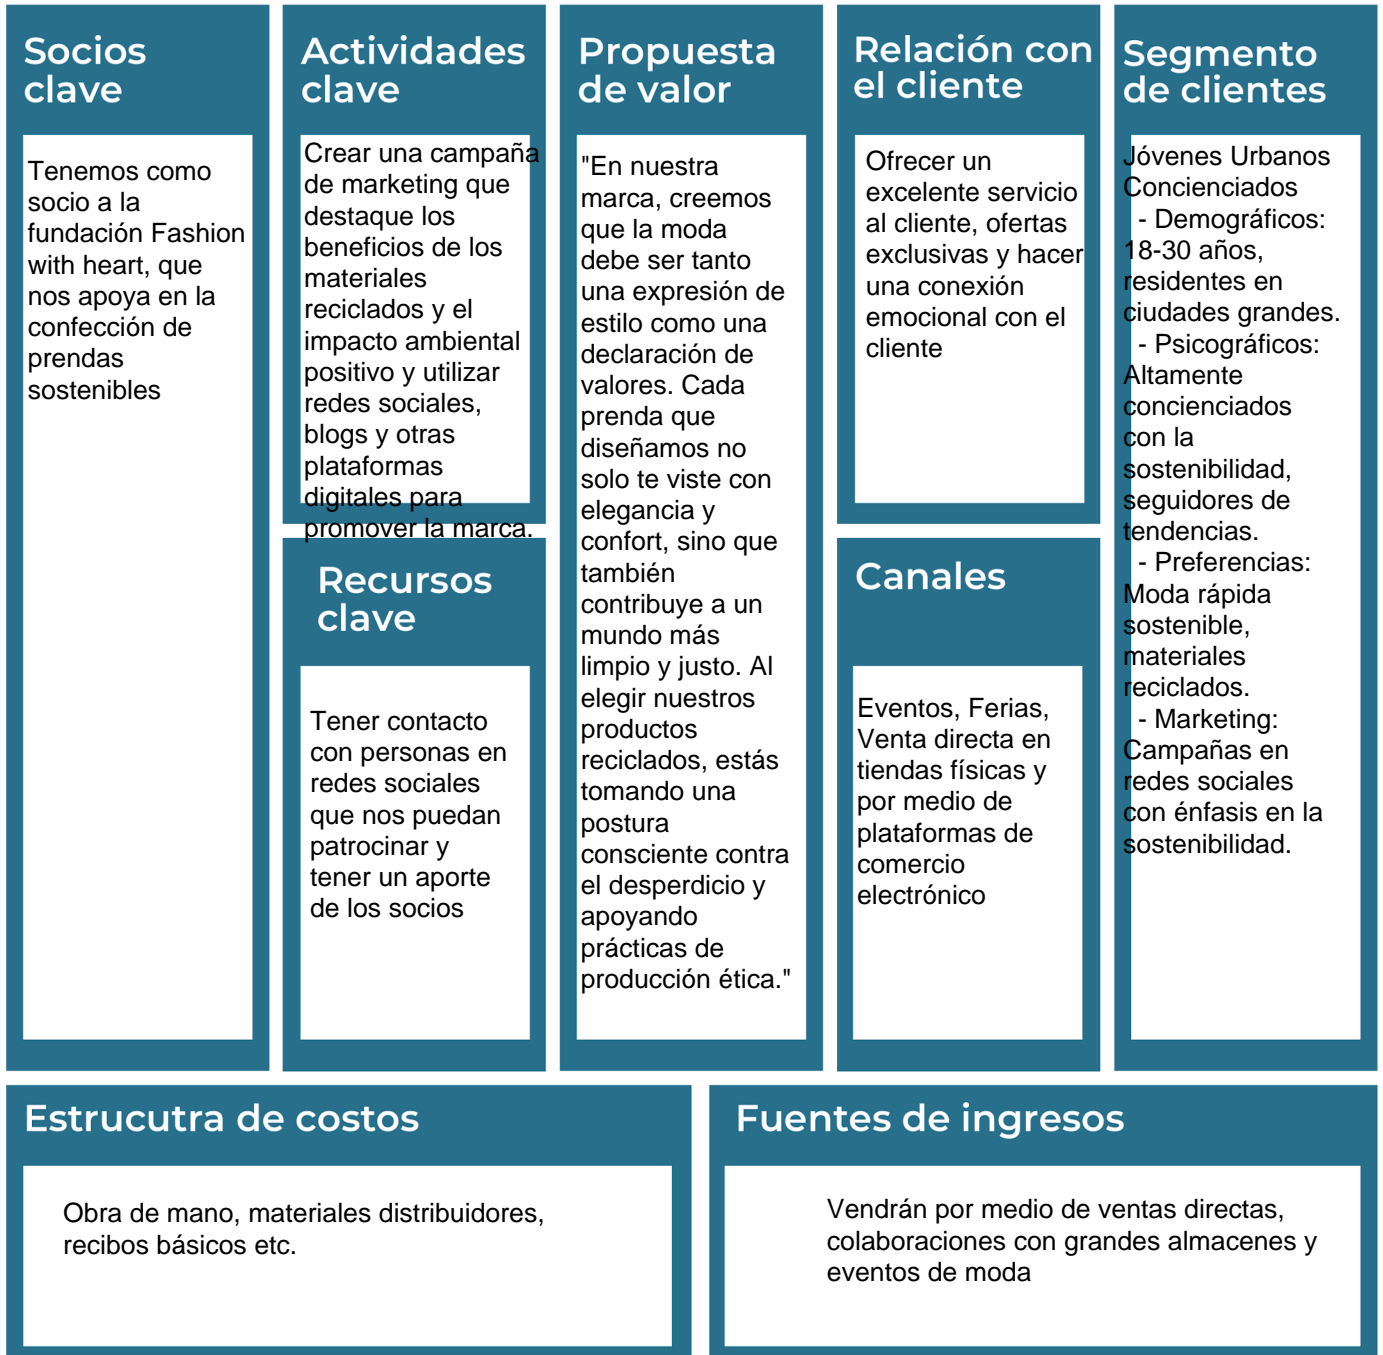 Socios
clave
Tenemos como
socio a la
fundación Fashion
with heart, que
nos apoya en la
confección de
prendas
sostenibles
Actividades
clave
Crear una campaña
de marketing que
destaque los
beneficios de los
materiales
reciclados y el
impacto ambiental
positivo y utilizar
redes sociales,
blogs y otras
plataformas
digitales para
promover la marca.
Recursos
clave
Tener contacto
con personas en
redes sociales
que nos puedan
patrocinar y
tener un aporte
de los socios
Propuesta
de valor
"En nuestra
marca, creemos
que la moda
debe ser tanto
una expresión de
estilo como una
declaración de
valores. Cada
prenda que
diseñamos no
solo te viste con
elegancia y
confort, sino que
también
contribuye a un
mundo más
limpio y justo. Al
elegir nuestros
productos
reciclados, estás
tomando una
postura
consciente contra
el desperdicio y
apoyando
prácticas de
producción ética."
Relación con
el cliente
Ofrecer un
excelente servicio
al cliente, ofertas
exclusivas y hacer
una conexión
emocional con el
cliente
Canales
Eventos, Ferias,
Venta directa en
tiendas físicas y
por medio de
plataformas de
comercio
electrónico
Segmento
de clientes
Jóvenes Urbanos
Concienciados
- Demográficos:
18-30 años,
residentes en
ciudades grandes.
- Psicográficos:
Altamente
concienciados
con la
sostenibilidad,
seguidores de
tendencias.
- Preferencias:
Moda rápida
sostenible,
materiales
reciclados.
- Marketing:
Campañas en
redes sociales
con énfasis en la
sostenibilidad.
Estrucutra de costos
Obra de mano, materiales distribuidores,
recibos básicos etc.
Fuentes de ingresos
Vendrán por medio de ventas directas,
colaboraciones con grandes almacenes y
eventos de moda